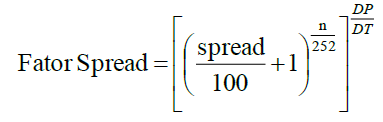 Fator Spread = [((spread/100) + 1)^(n/252)]^(DP/DT)